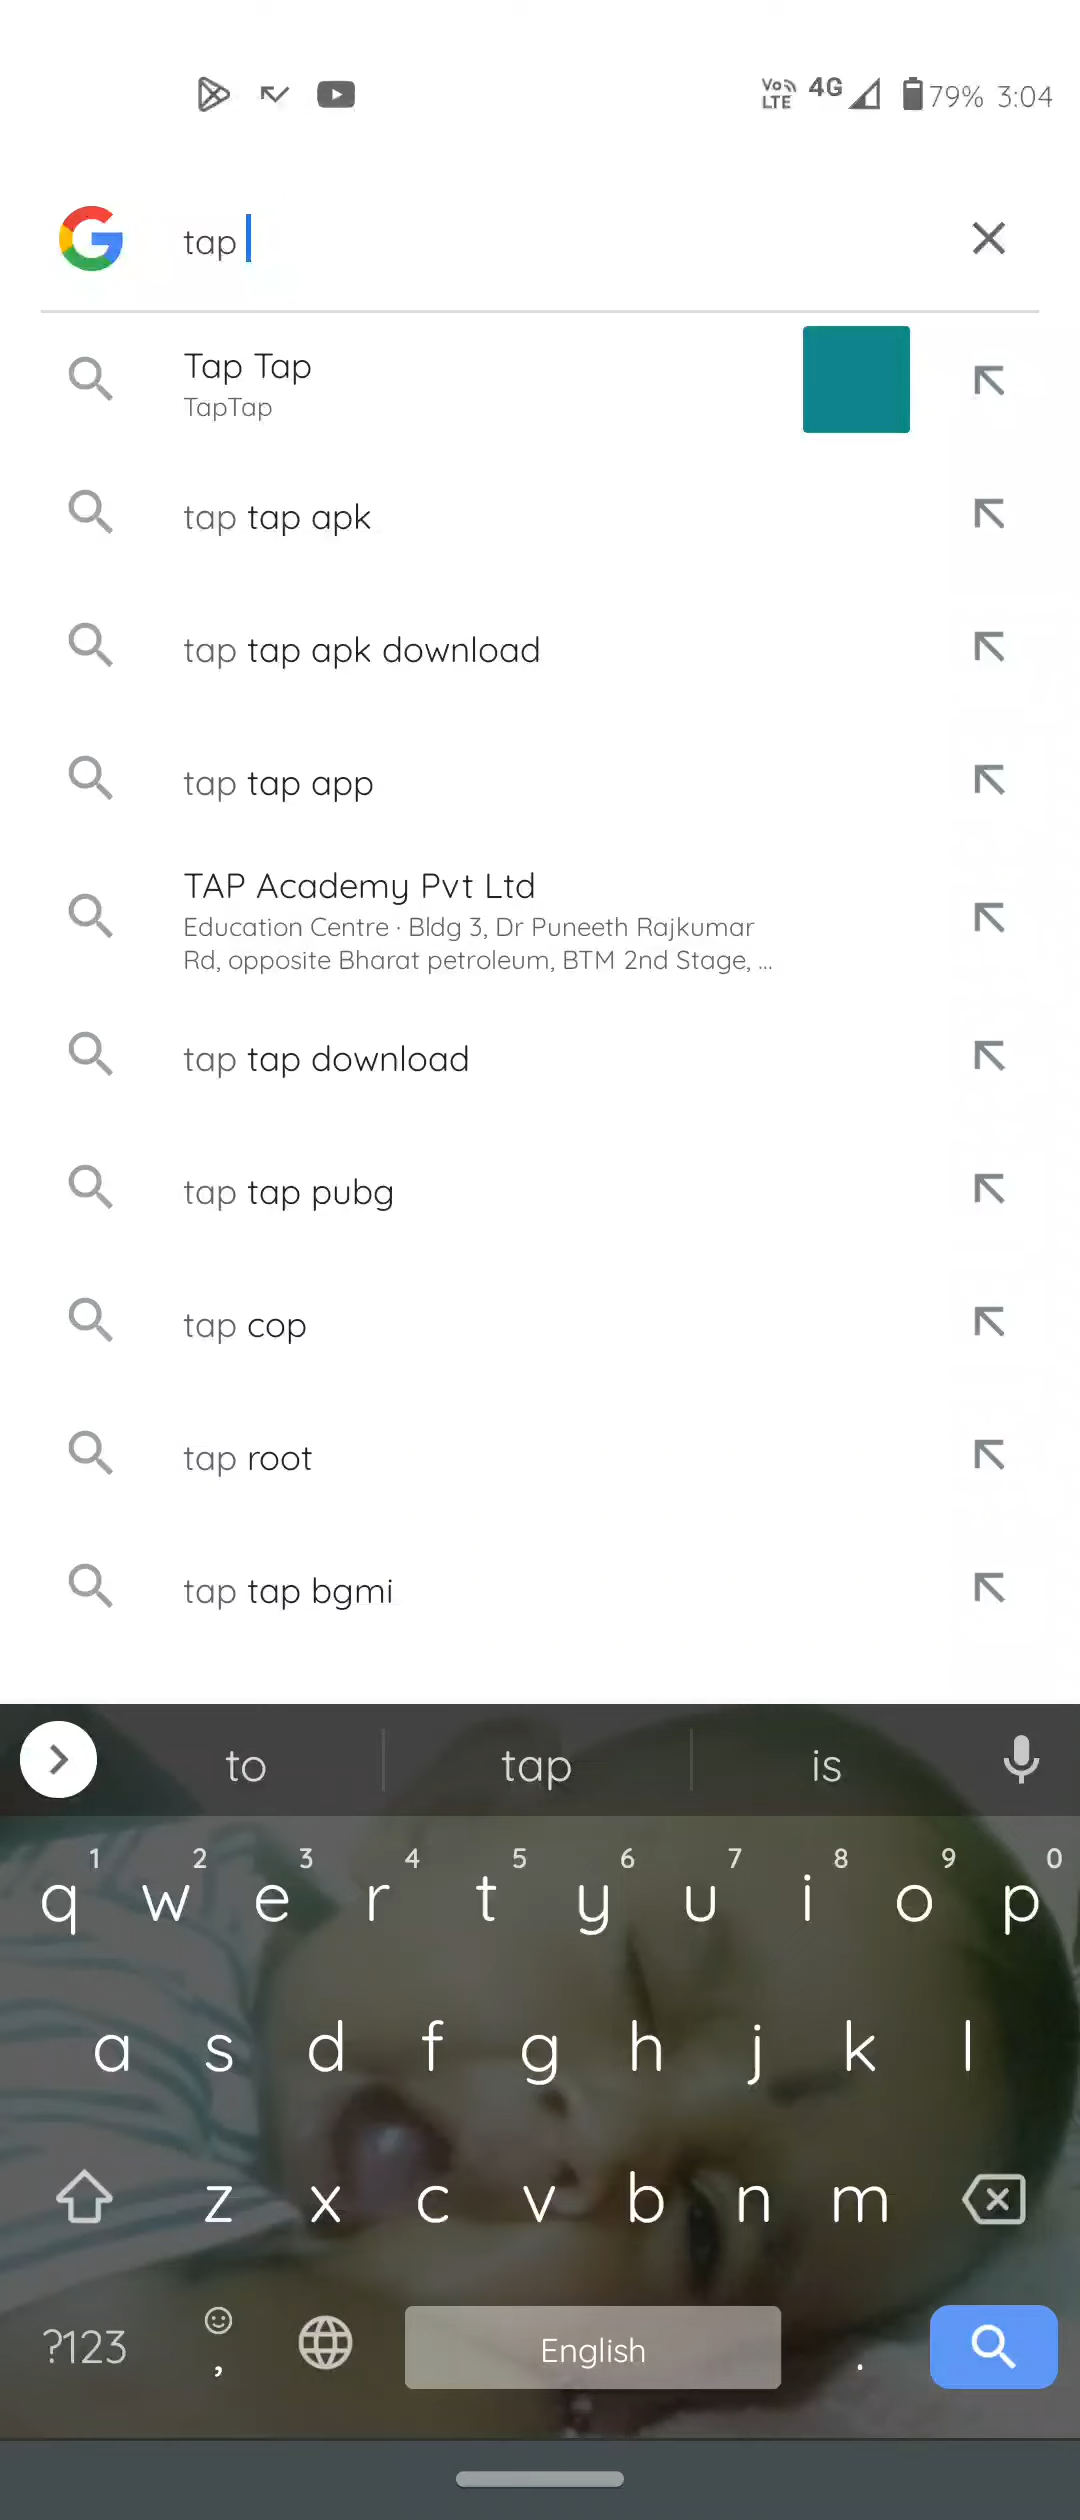 Vo LTE 4G 79% 3:04
tap
Tap Tap
TapTap
tap tap apk
tap tap apk download
tap tap app
TAP Academy Pvt Ltd
Education Centre · Bldg 3, Dr Puneeth Rajkumar
Rd, opposite Bharat petroleum, BTM 2nd Stage, ...
tap tap download
tap tap pubg
tap cop
tap root
tap tap bgmi
to tap is
1 2 3 4 5 6 7 8 9 0
q w e r t y u i o p
a s d f g h j k l
z x c v b n m
?123 , English .